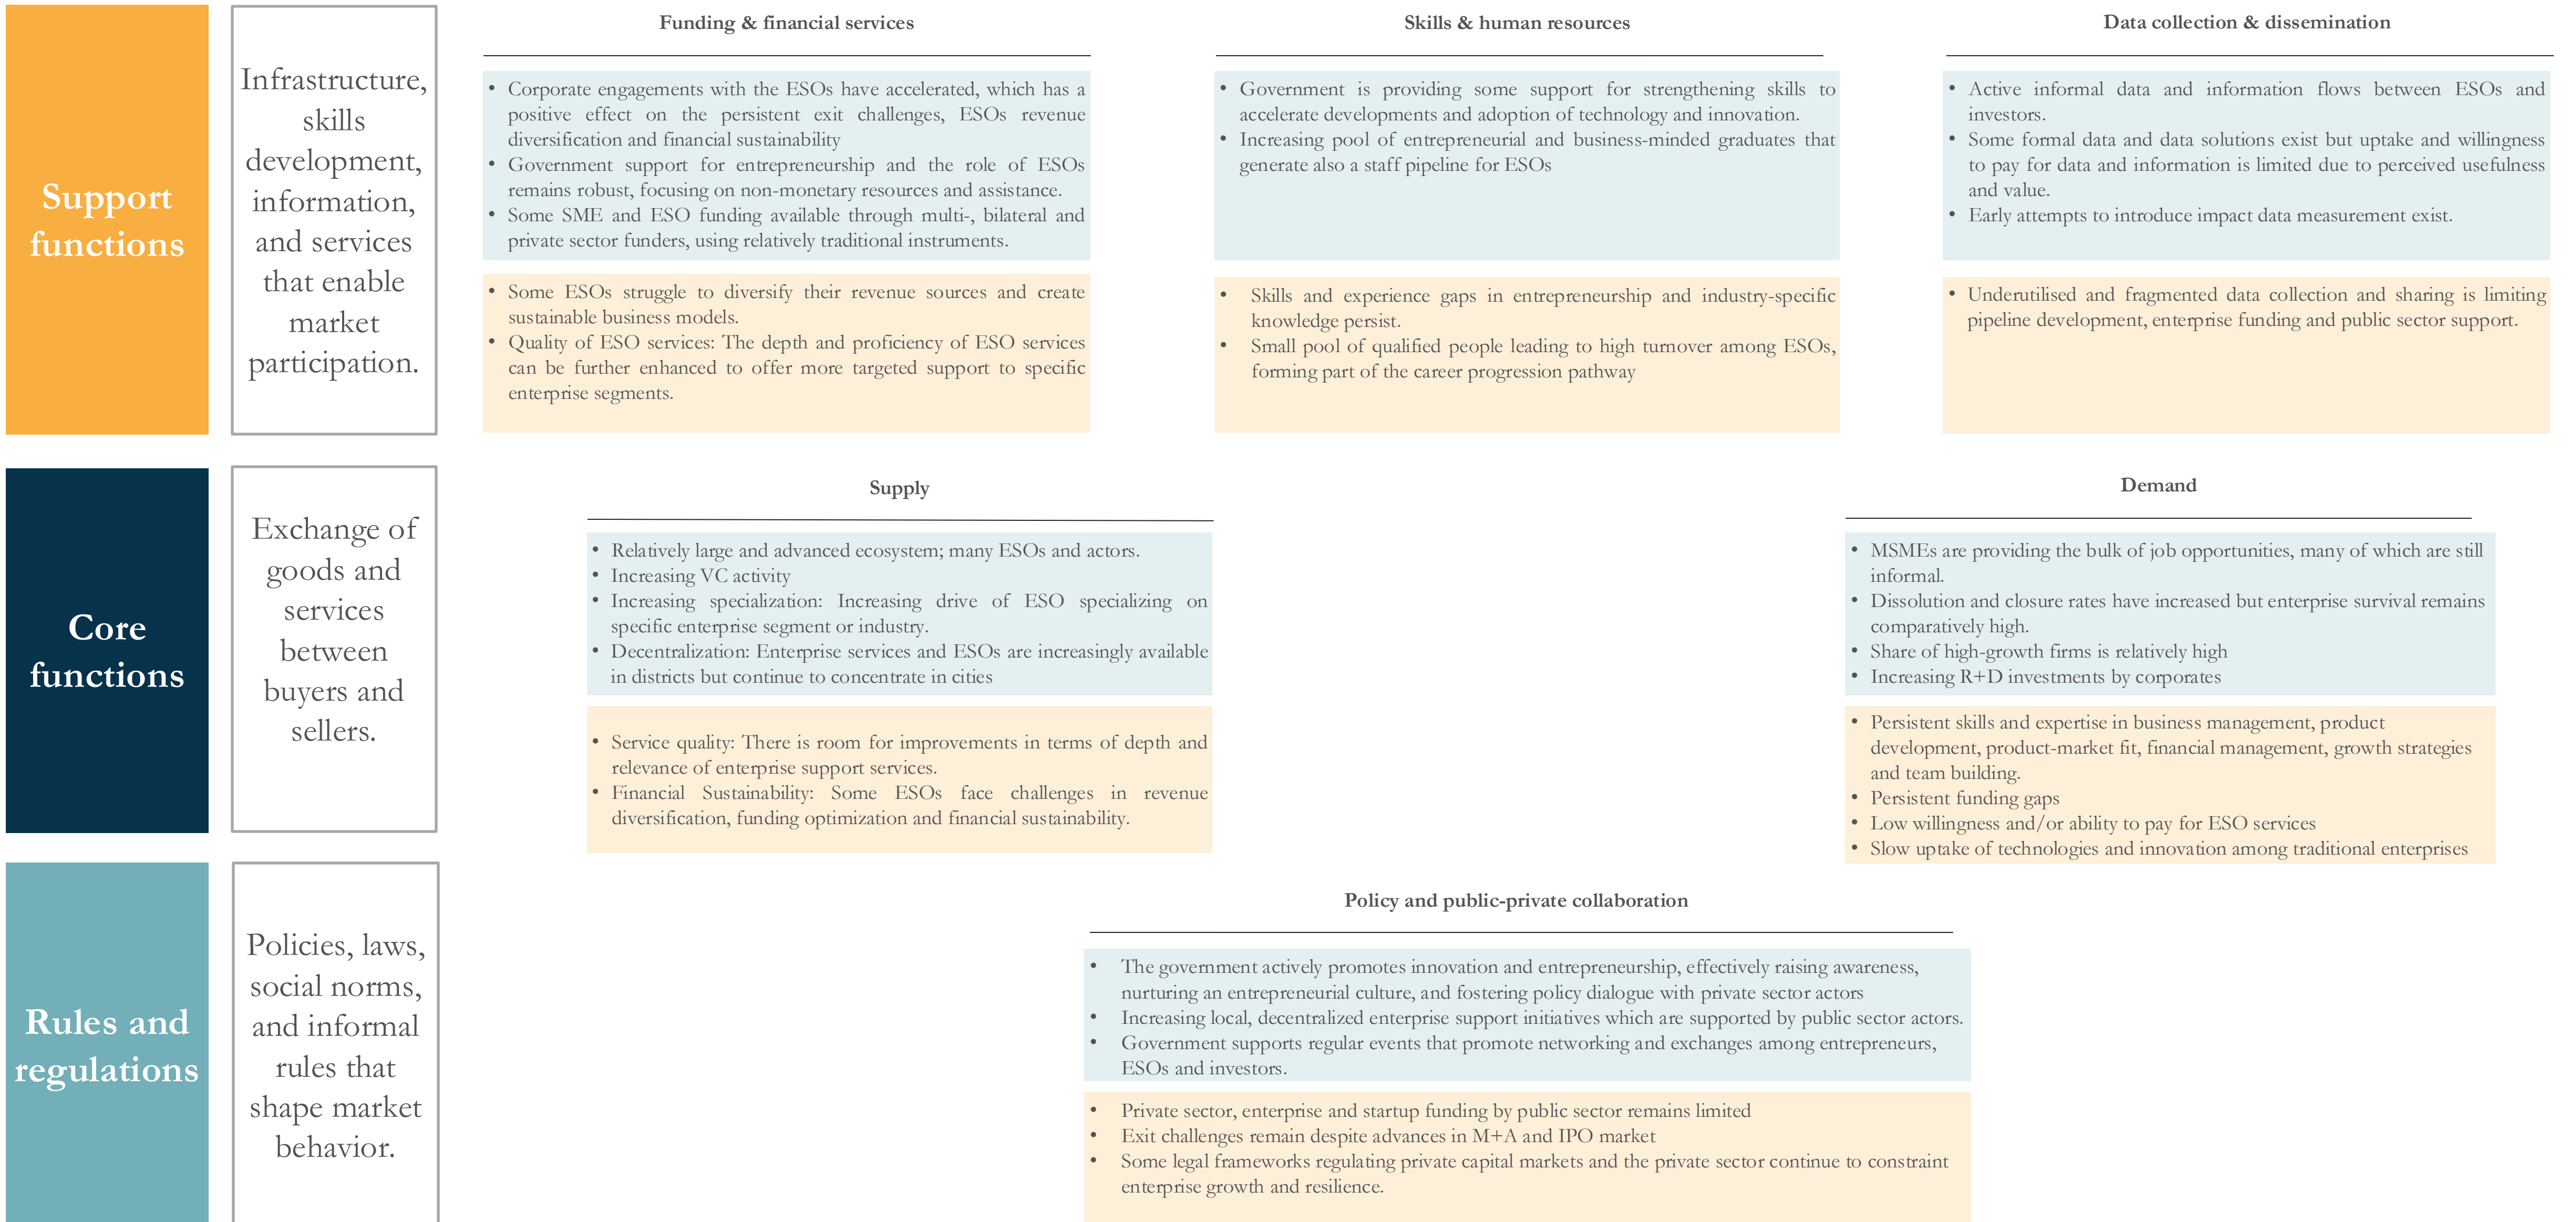 Support
functions
Infrastructure,
skills
development,
information,
and services
that enable
market
participation.
Funding & financial services
• Corporate engagements with the ESOs have accelerated, which has a
positive effect on the persistent exit challenges, ESOs revenue
diversification and financial sustainability
• Government support for entrepreneurship and the role of ESOs
remains robust, focusing on non-monetary resources and assistance.
• Some SME and ESO funding available through multi-, bilateral and
private sector funders, using relatively traditional instruments.
• Some ESOs struggle to diversify their revenue sources and create
sustainable business models.
• Quality of ESO services: The depth and proficiency of ESO services
can be further enhanced to offer more targeted support to specific
enterprise segments.
Skills & human resources
• Government is providing some support for strengthening skills to
accelerate developments and adoption of technology and innovation.
• Increasing pool of entrepreneurial and business-minded graduates that
generate also a staff pipeline for ESOs
• Skills and experience gaps in entrepreneurship and industry-specific
knowledge persist.
• Small pool of qualified people leading to high turnover among ESOs,
forming part of the career progression pathway
Data collection & dissemination
• Active informal data and information flows between ESOs and
investors.
• Some formal data and data solutions exist but uptake and willingness
to pay for data and information is limited due to perceived usefulness
and value.
• Early attempts to introduce impact data measurement exist.
• Underutilised and fragmented data collection and sharing is limiting
pipeline development, enterprise funding and public sector support.
Core
functions
Exchange of
goods and
services
between
buyers and
sellers.
Supply
• Relatively large and advanced ecosystem; many ESOs and actors.
• Increasing VC activity
• Increasing specialization: Increasing drive of ESO specializing on
specific enterprise segment or industry.
• Decentralization: Enterprise services and ESOs are increasingly available
in districts but continue to concentrate in cities
• Service quality: There is room for improvements in terms of depth and
relevance of enterprise support services.
• Financial Sustainability: Some ESOs face challenges in revenue
diversification, funding optimization and financial sustainability.
Demand
• MSMEs are providing the bulk of job opportunities, many of which are still
informal.
• Dissolution and closure rates have increased but enterprise survival remains
comparatively high.
• Share of high-growth firms is relatively high
• Increasing R+D investments by corporates
• Persistent skills and expertise in business management, product
development, product-market fit, financial management, growth strategies
and team building.
• Persistent funding gaps
• Low willingness and/or ability to pay for ESO services
• Slow uptake of technologies and innovation among traditional enterprises
Rules and
regulations
Policies, laws,
social norms,
and informal
rules that
shape market
behavior.
Policy and public-private collaboration
• The government actively promotes innovation and entrepreneurship, effectively raising awareness,
nurturing an entrepreneurial culture, and fostering policy dialogue with private sector actors
• Increasing local, decentralized enterprise support initiatives which are supported by public sector actors.
• Government supports regular events that promote networking and exchanges among entrepreneurs,
ESOs and investors.
• Private sector, enterprise and startup funding by public sector remains limited
• Exit challenges remain despite advances in M+A and IPO market
• Some legal frameworks regulating private capital markets and the private sector continue to constraint
enterprise growth and resilience.